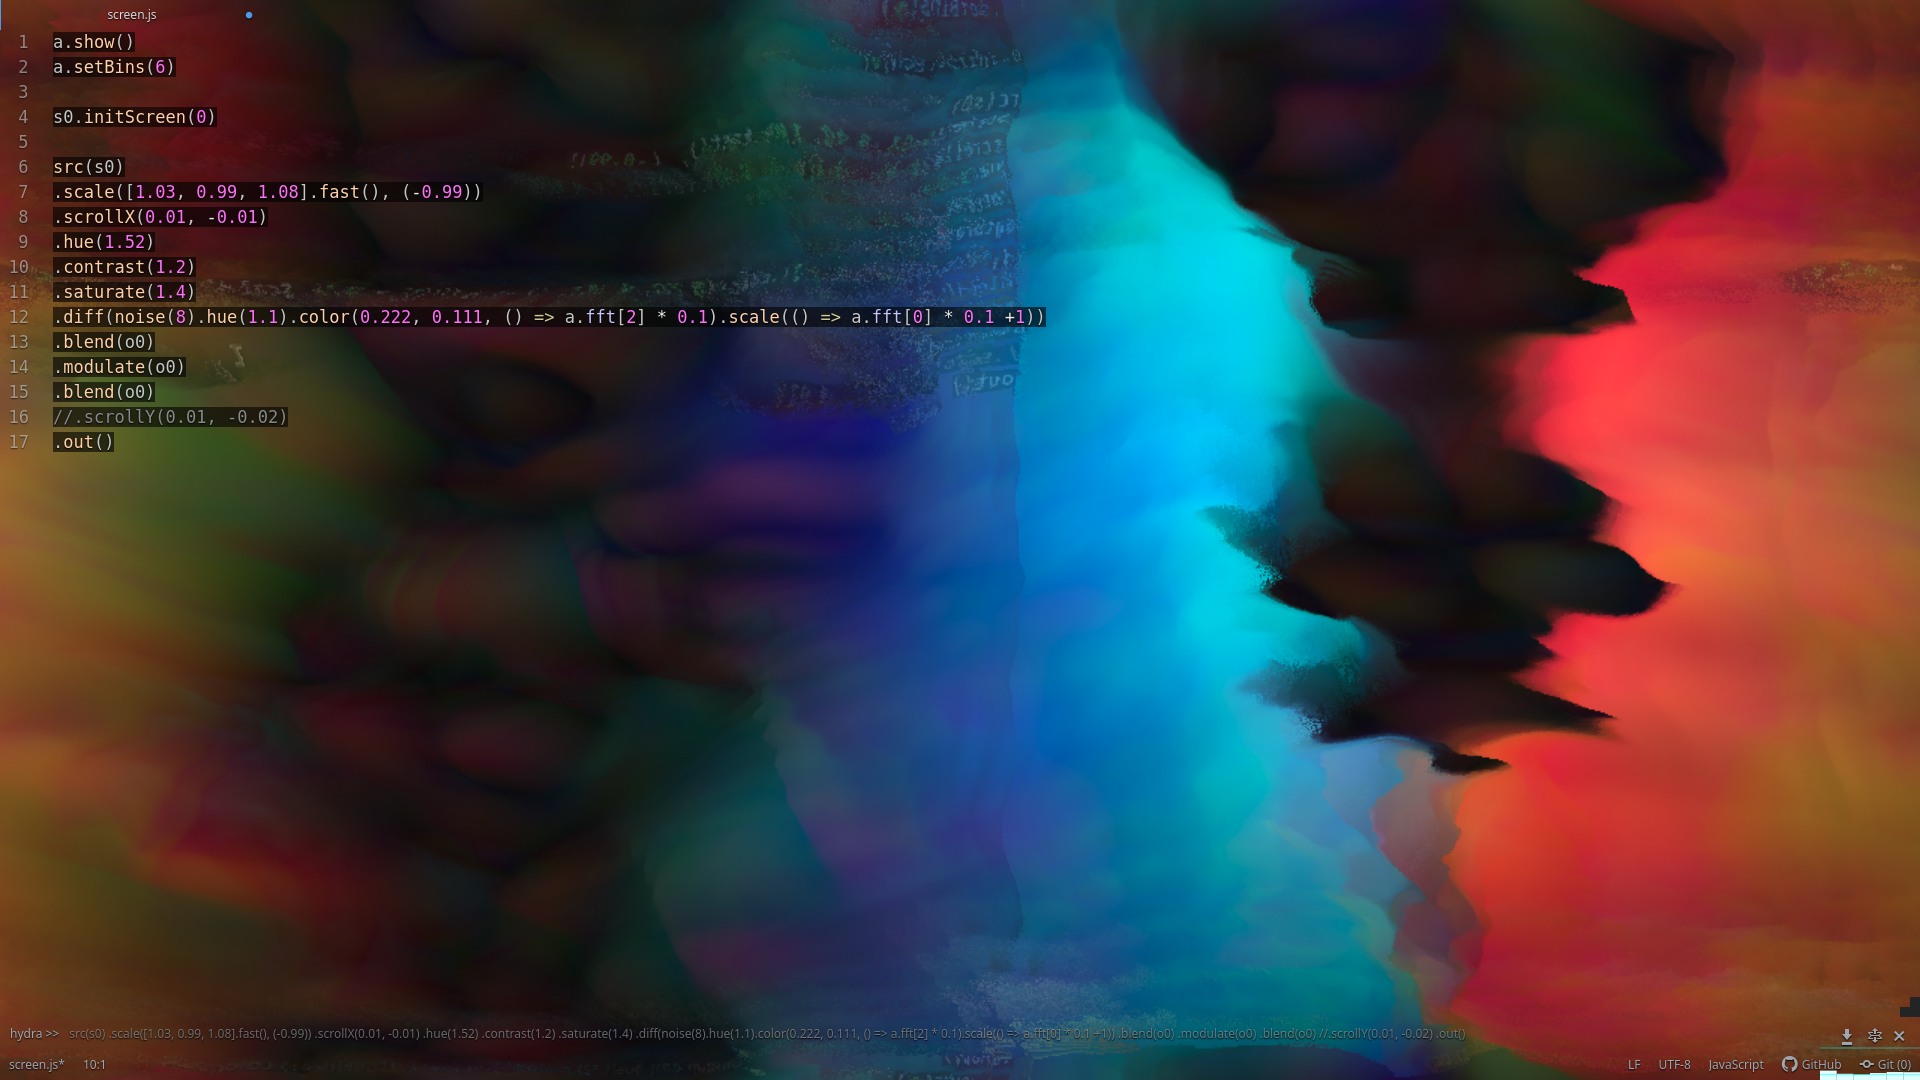 screen.js
1 a.show()
2 a.setBins(6)
3
4 s0.initScreen(0)
5
6 src(s0)
7 .scale([1.03, 0.99, 1.08].fast(), (-0.99))
8 .scrollX(0.01, -0.01)
9 .hue(1.52)
10 .contrast(1.2)
11 .saturate(1.4)
12 .diff(noise(8).hue(1.1).color(0.222, 0.111, () => a.fft[2] * 0.1).scale(() => a.fft[0] * 0.1 +1))
13 .blend(o0)
14 .modulate(o0)
15 .blend(o0)
16 //.scrollY(0.01, -0.02)
17 .out()
hydra >> src(s0) .scale([1.03, 0.99, 1.08].fast(), (-0.99)) .scrollX(0.01, -0.01) .hue(1.52) .contrast(1.2) .saturate(1.4) .diff(noise(8).hue(1.1).color(0.222, 0.111, () => a.fft[2] * 0.1).scale(() => a.fft[0] * 0.1 +1)) .blend(o0) .modulate(o0) .blend(o0) //.scrollY(0.01, -0.02) .out()
screen.js* 10:1 LF UTF-8 JavaScript GitHub Git (0)